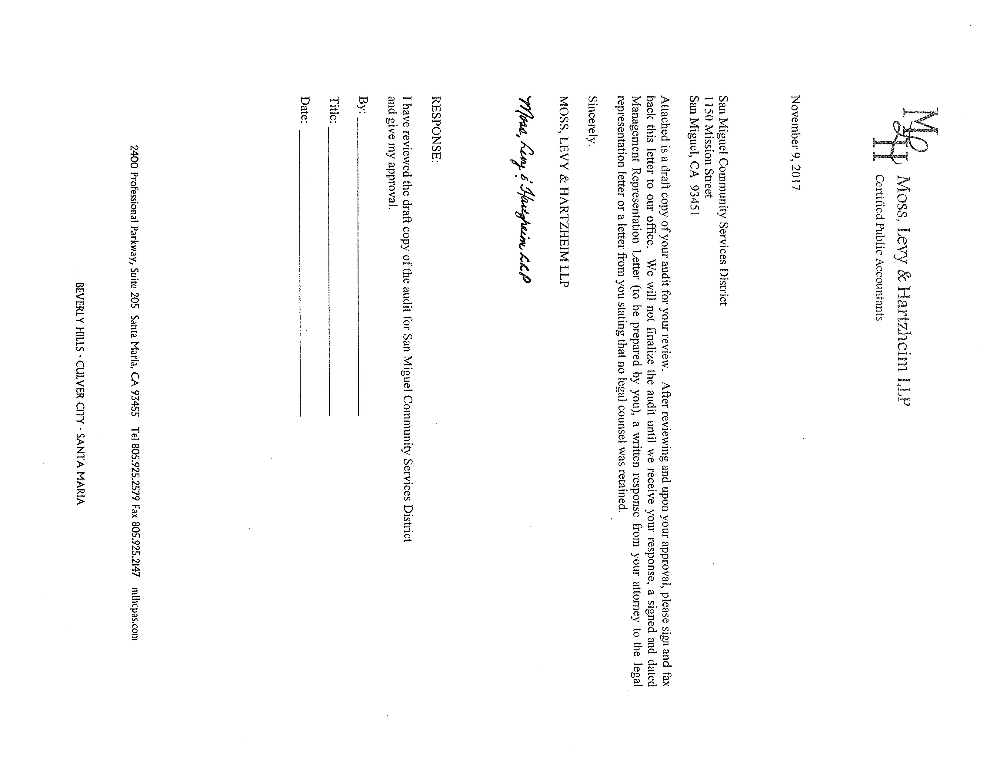 MLH
Moss, Levy & Hartzheim LLP
Certified Public Accountants
November 9, 2017
San Miguel Community Services District
1150 Mission Street
San Miguel, CA 93451
Attached is a draft copy of your audit for your review. After reviewing and upon your approval, please sign and fax
back this letter to our office. We will not finalize the audit until we receive your response, a signed and dated
Management Representation Letter (to be prepared by you), a written response from your attorney to the legal
representation letter or a letter from you stating that no legal counsel was retained.
Sincerely.
MOSS, LEVY & HARTZHEIM LLP
Moss, Levy & Hartzheim LLP
RESPONSE:
I have reviewed the draft copy of the audit for San Miguel Community Services District
and give my approval.
By:
Title:
Date:
2400 Professional Parkway, Suite 205 Santa Maria, CA 93455 Tel 805.925.2579 Fax 805.925.2147 mlhcpas.com
BEVERLY HILLS · CULVER CITY · SANTA MARIA